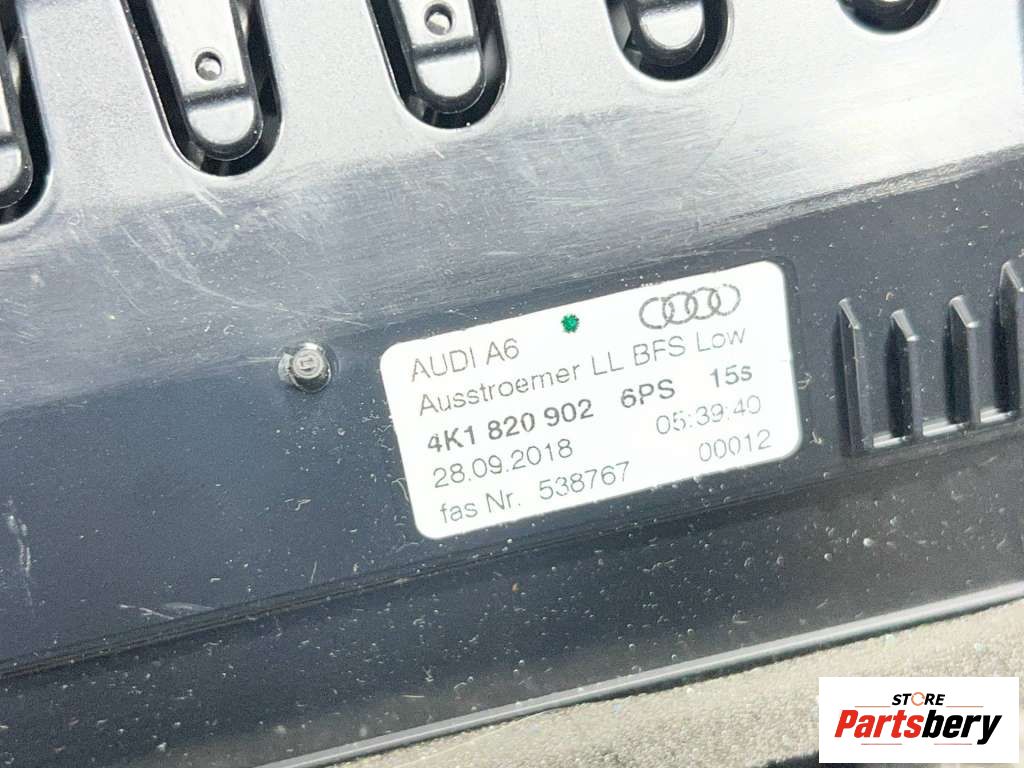 AUDI A6
Ausstroemer LL BFS Low
4K1 820 902 6PS 15s
28.09.2018 05:39:40
fas Nr. 538767 00012
STORE
Partsbery